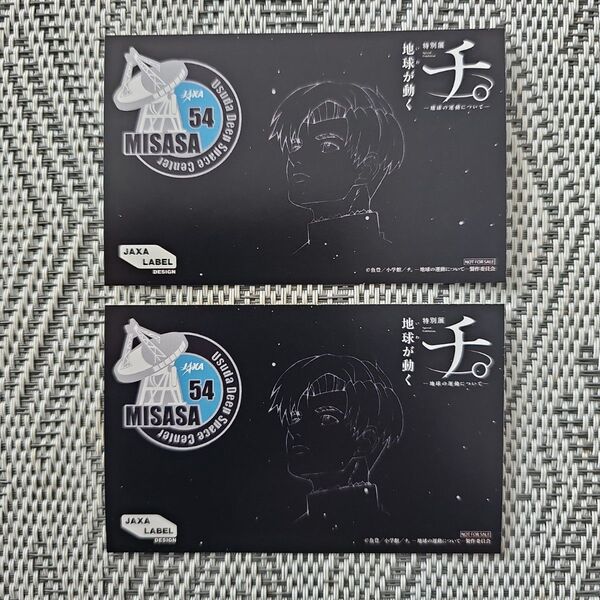 Usuda Deep Space Center
JAXA
54
MISASA
JAXA
LABEL
DESIGN
特別展
チ。
―地球の運動について―
地球が動く
NOT FOR SALE
©魚豊/小学館/チ。―地球の運動について―製作委員会
Usuda Deep Space Center
JAXA
54
MISASA
JAXA
LABEL
DESIGN
特別展
チ。
―地球の運動について―
地球が動く
NOT FOR SALE
©魚豊/小学館/チ。―地球の運動について―製作委員会